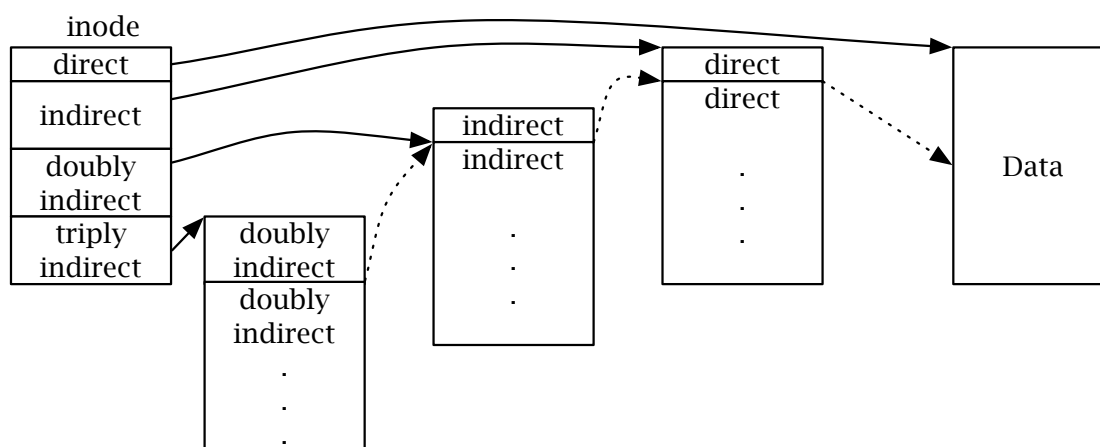 inode
direct
indirect
doubly
indirect
triply
indirect
doubly
indirect
doubly
indirect
.
.
.
indirect
indirect
.
.
.
direct
direct
.
.
.
Data